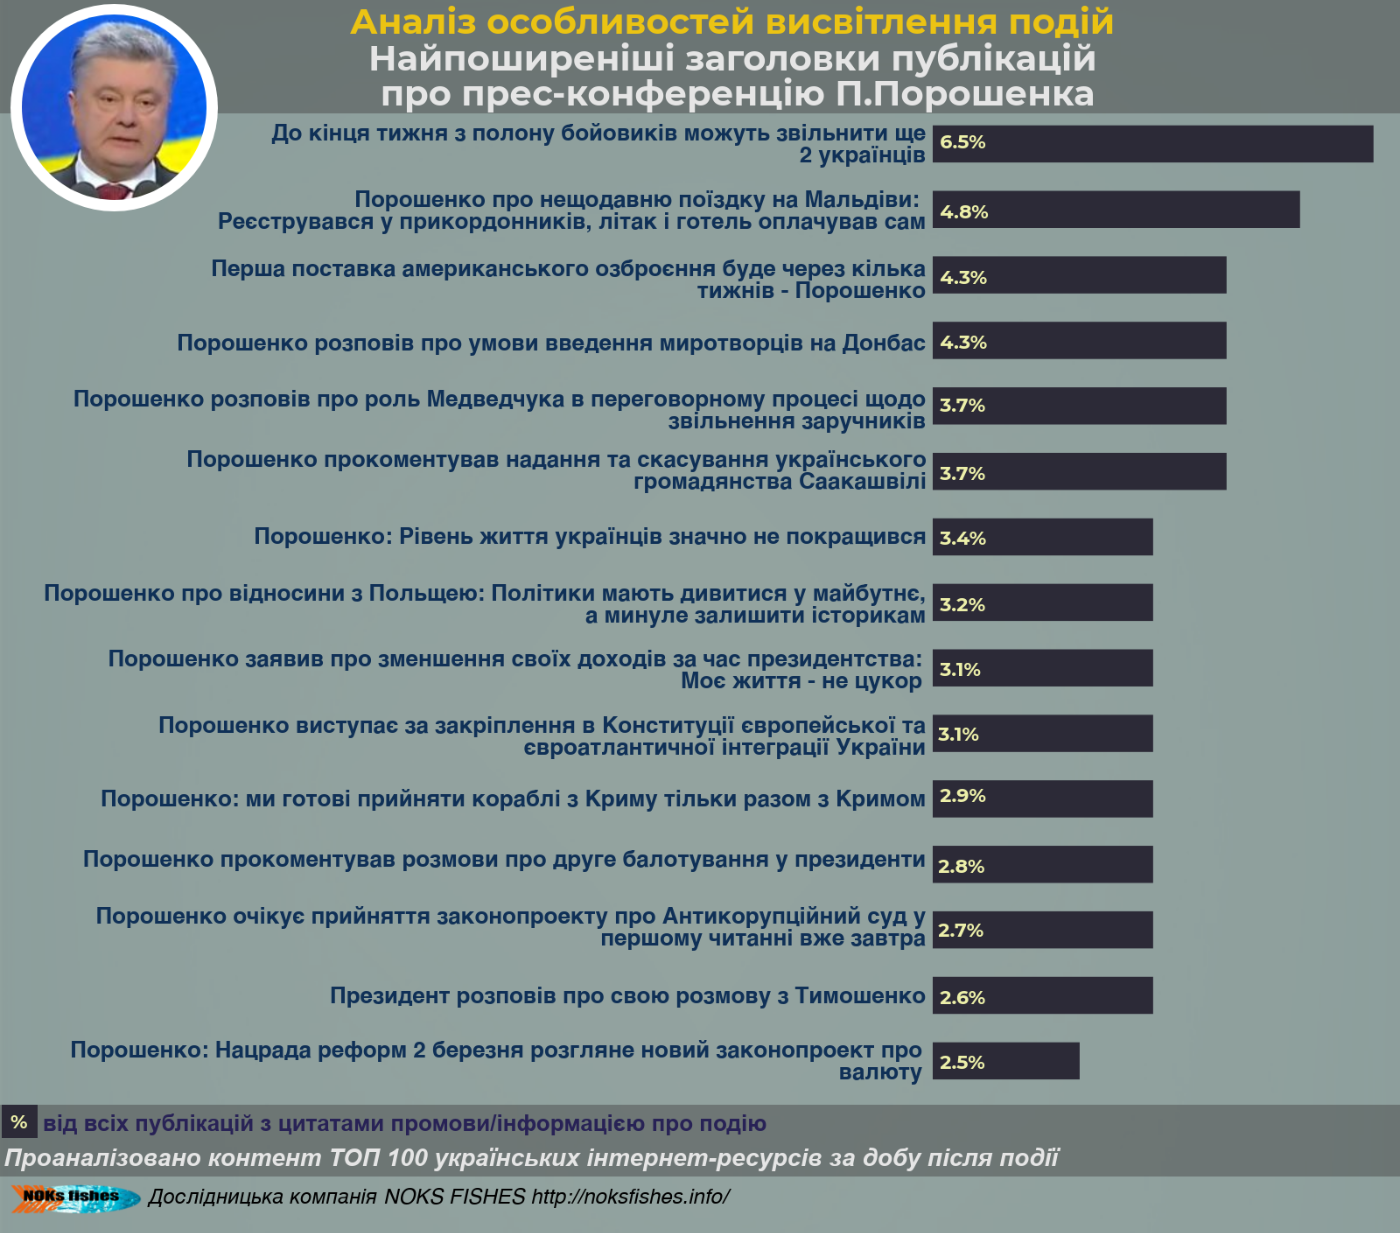 Аналіз особливостей висвітлення подій
Найпоширеніші заголовки публікацій
про прес-конференцію П.Порошенка
До кінця тижня з полону бойовиків можуть звільнити ще
2 українців
6.5%
Порошенко про нещодавню поїздку на Мальдіви:
Реєструвався у прикордонників, літак і готель оплачував сам
4.8%
Перша поставка американського озброєння буде через кілька
тижнів - Порошенко
4.3%
Порошенко розповів про умови введення миротворців на Донбас
4.3%
Порошенко розповів про роль Медведчука в переговорному процесі щодо
звільнення заручників
3.7%
Порошенко прокоментував надання та скасування українського
громадянства Саакашвілі
3.7%
Порошенко: Рівень життя українців значно не покращився
3.4%
Порошенко про відносини з Польщею: Політики мають дивитися у майбутнє,
а минуле залишити історикам
3.2%
Порошенко заявив про зменшення своїх доходів за час президентства:
Моє життя - не цукор
3.1%
Порошенко виступає за закріплення в Конституції європейської та
євроатлантичної інтеграції України
3.1%
Порошенко: ми готові прийняти кораблі з Криму тільки разом з Кримом
2.9%
Порошенко прокоментував розмови про друге балотування у президенти
2.8%
Порошенко очікує прийняття законопроекту про Антикорупційний суд у
першому читанні вже завтра
2.7%
Президент розповів про свою розмову з Тимошенко
2.6%
Порошенко: Нацрада реформ 2 березня розгляне новий законопроект про
валюту
2.5%
% від всіх публікацій з цитатами промови/інформацією про подію
Проаналізовано контент ТОП 100 українських інтернет-ресурсів за добу після події
NOKs fishes Дослідницька компанія NOKS FISHES http://noksfishes.info/